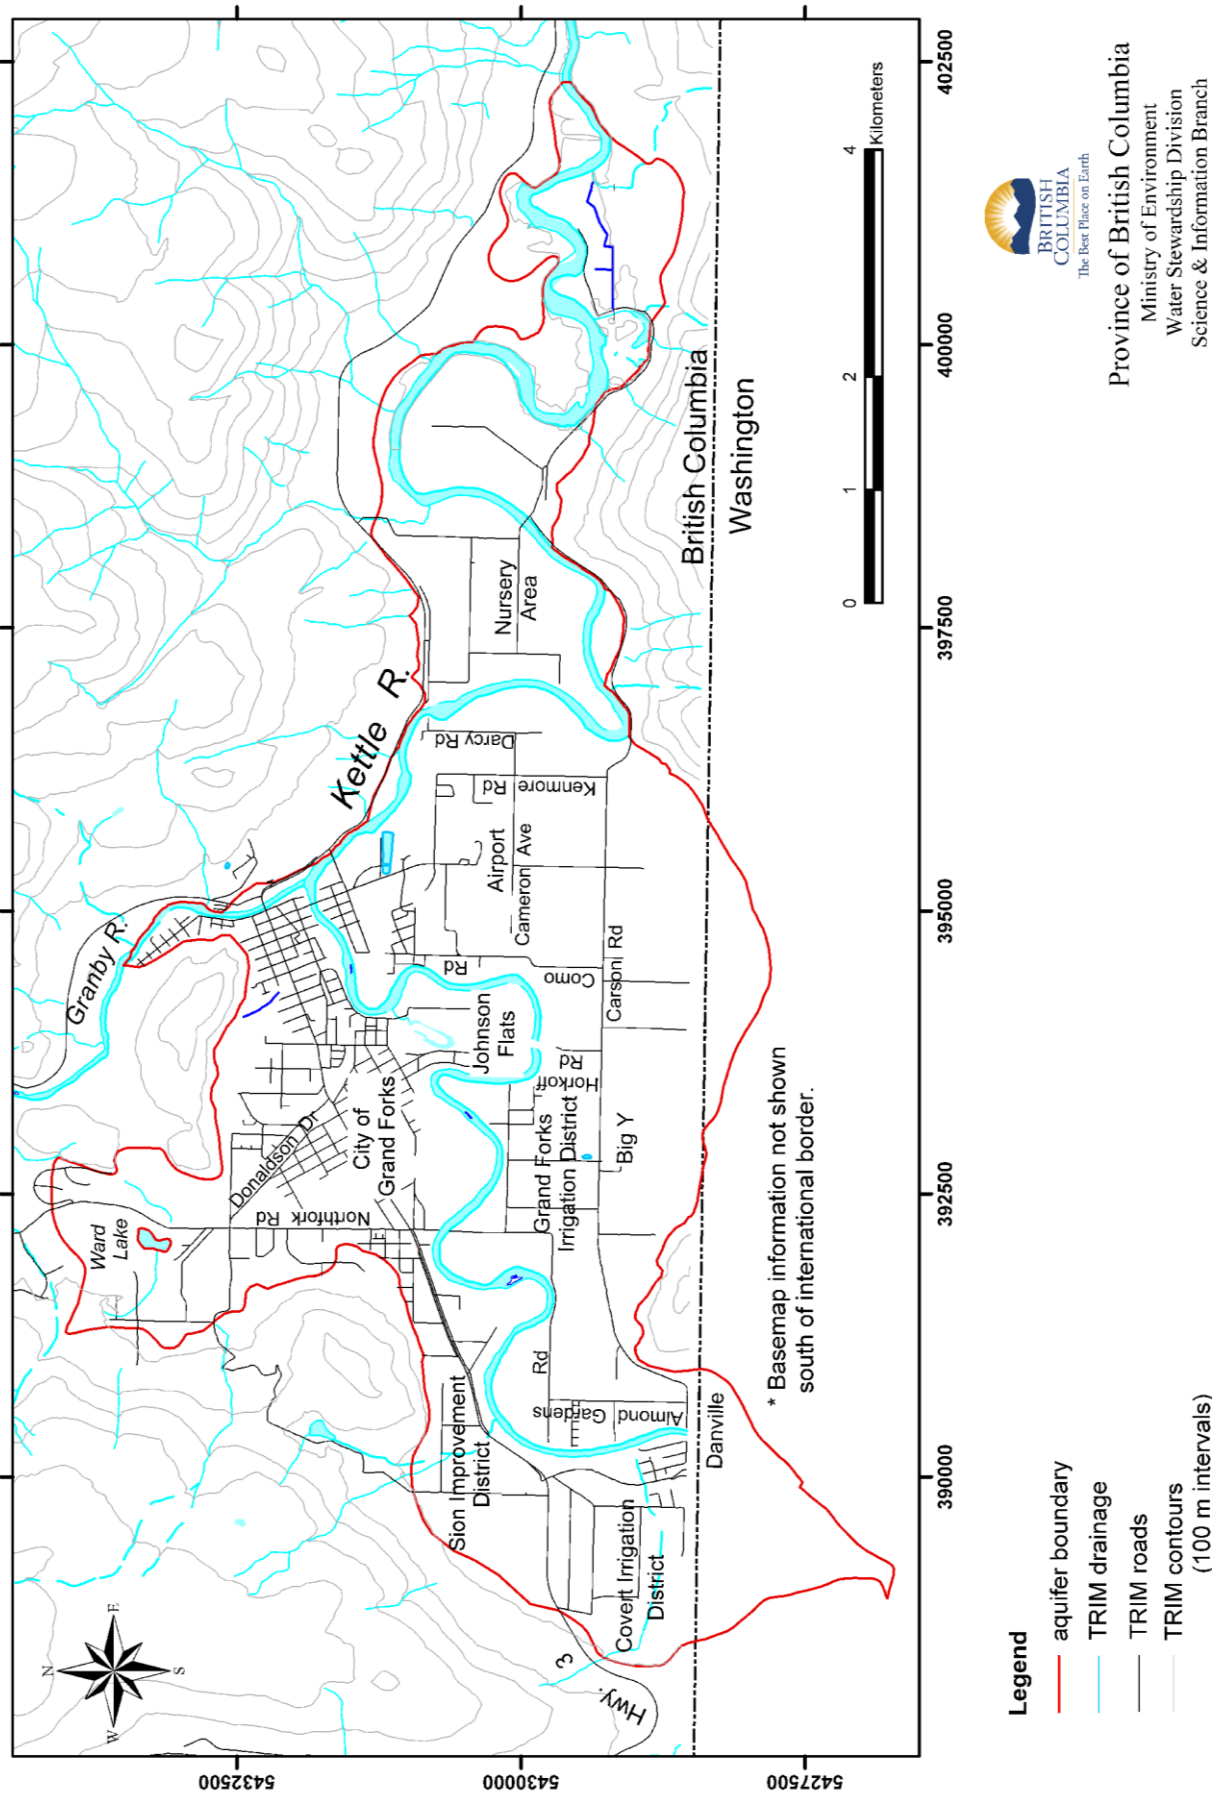 N
E
S
W
Granby R.
Kettle R.
Ward
Lake
Donaldson Dr
Northfork Rd
City of
Grand Forks
Johnson
Flats
Como Rd
Airport
Cameron Ave
Kenmore Rd
Darcy Rd
Nursery
Area
Carson Rd
Horkoff Rd
Grand Forks
Irrigation District
Big Y
Sion Improvement
District
Almond Gardens Rd
Covert Irrigation
District
Hwy. 3
Danville
British Columbia
Washington
* Basemap information not shown
south of international border.
0 1 2 4
Kilometers
5432500
5430000
5427500
390000
392500
395000
397500
400000
402500
Legend
aquifer boundary
TRIM drainage
TRIM roads
TRIM contours
(100 m intervals)
BRITISH
COLUMBIA
The Best Place on Earth
Province of British Columbia
Ministry of Environment
Water Stewardship Division
Science & Information Branch